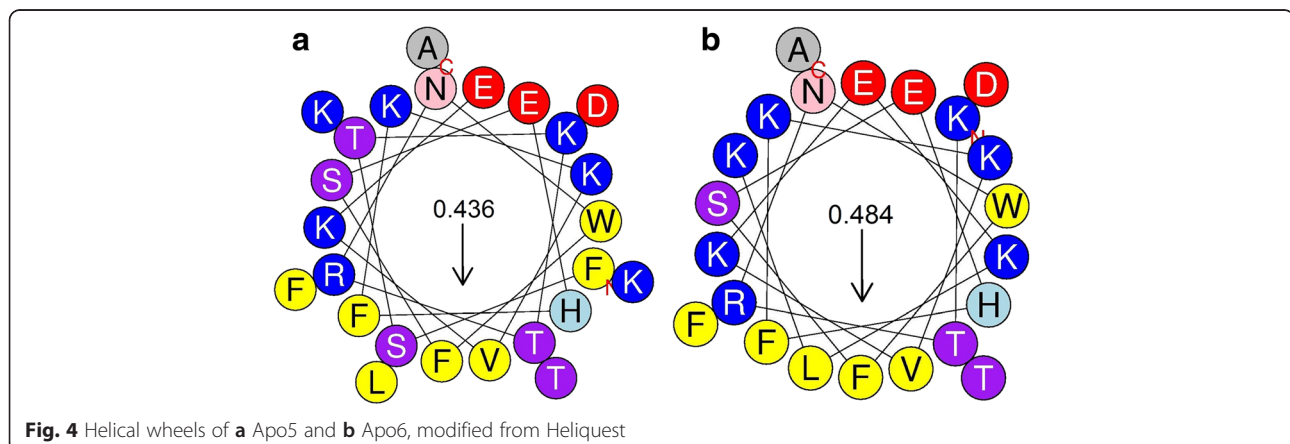 a
b
A
C
N
E
E
D
K
K
W
F
N
K
H
T
T
V
F
S
L
F
R
F
K
S
T
K
K
0.436
A
C
N
E
E
D
K
N
K
W
K
H
T
T
V
F
L
F
R
F
K
S
K
K
0.484
Fig. 4 Helical wheels of a Apo5 and b Apo6, modified from Heliquest